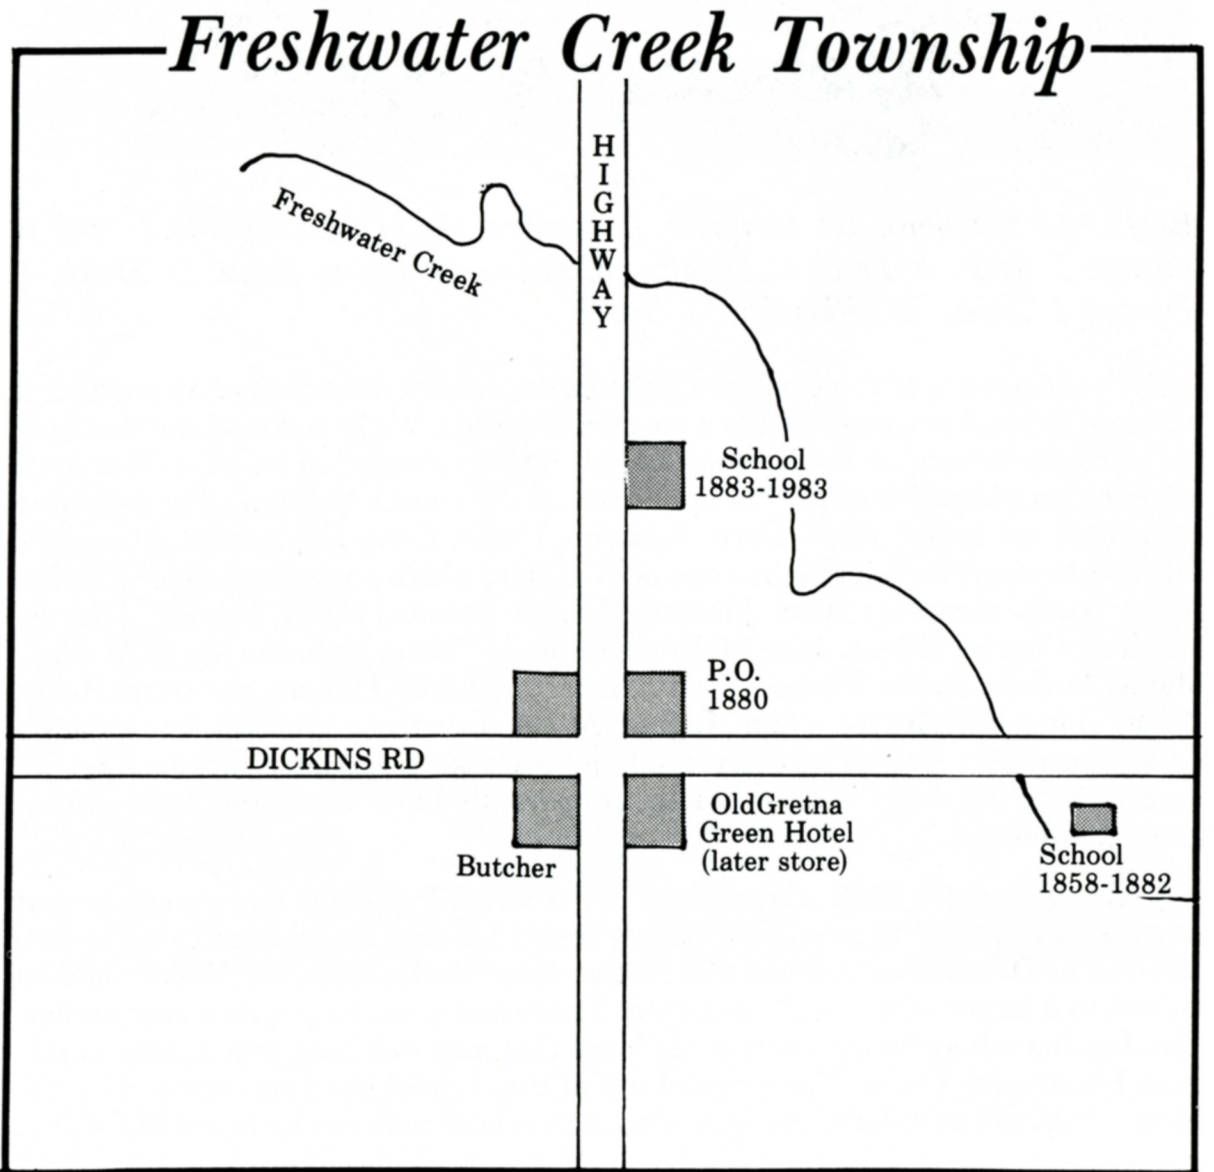 Freshwater Creek Township
HIGHWAY
Freshwater Creek
School
1883-1983
P.O.
1880
DICKINS RD
OldGretna
Green Hotel
(later store)
Butcher
School
1858-1882